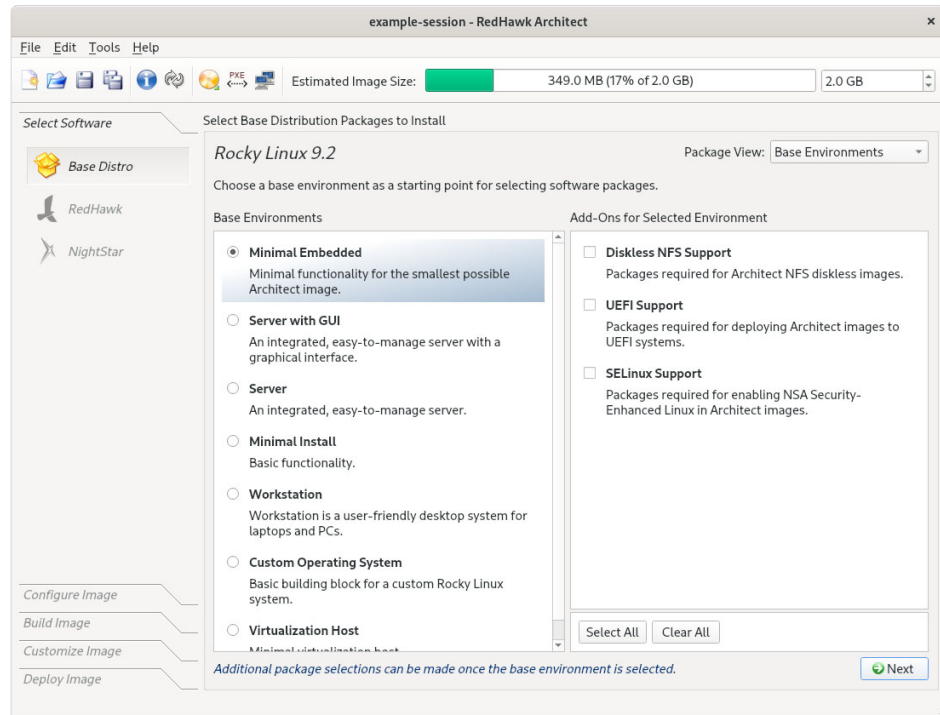 example-session - RedHawk Architect
File Edit Tools Help
PXE
Estimated Image Size:
349.0 MB (17% of 2.0 GB)
2.0 GB
Select Software
Base Distro
RedHawk
NightStar
Configure Image
Build Image
Customize Image
Deploy Image
Select Base Distribution Packages to Install
Rocky Linux 9.2
Package View: Base Environments
Choose a base environment as a starting point for selecting software packages.
Base Environments
Minimal Embedded
Minimal functionality for the smallest possible
Architect image.
Server with GUI
An integrated, easy-to-manage server with a
graphical interface.
Server
An integrated, easy-to-manage server.
Minimal Install
Basic functionality.
Workstation
Workstation is a user-friendly desktop system for
laptops and PCs.
Custom Operating System
Basic building block for a custom Rocky Linux
system.
Virtualization Host
Minimal virtualization host.
Add-Ons for Selected Environment
Diskless NFS Support
Packages required for Architect NFS diskless images.
UEFI Support
Packages required for deploying Architect images to
UEFI systems.
SELinux Support
Packages required for enabling NSA Security-
Enhanced Linux in Architect images.
Select All
Clear All
Additional package selections can be made once the base environment is selected.
Next